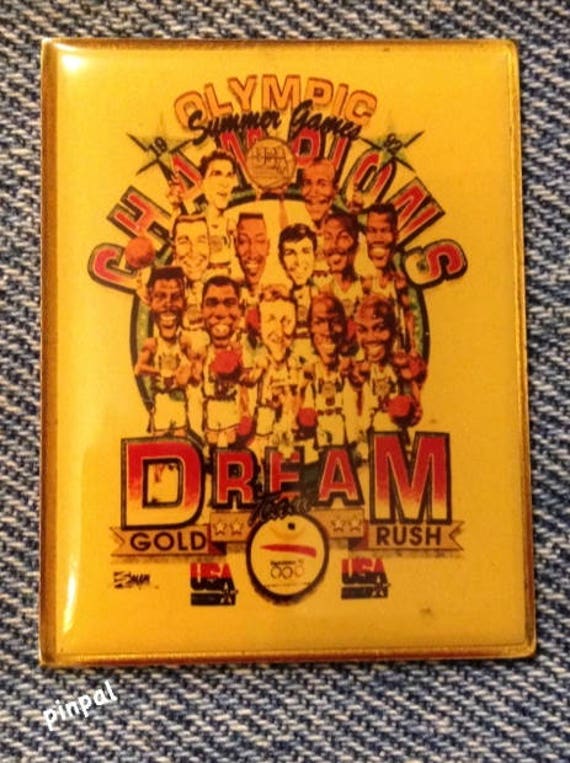 OLYMPIC
Summer Games
19 92
CHAMPIONS
DREAM
Team
GOLD RUSH
USA USA
pinpal